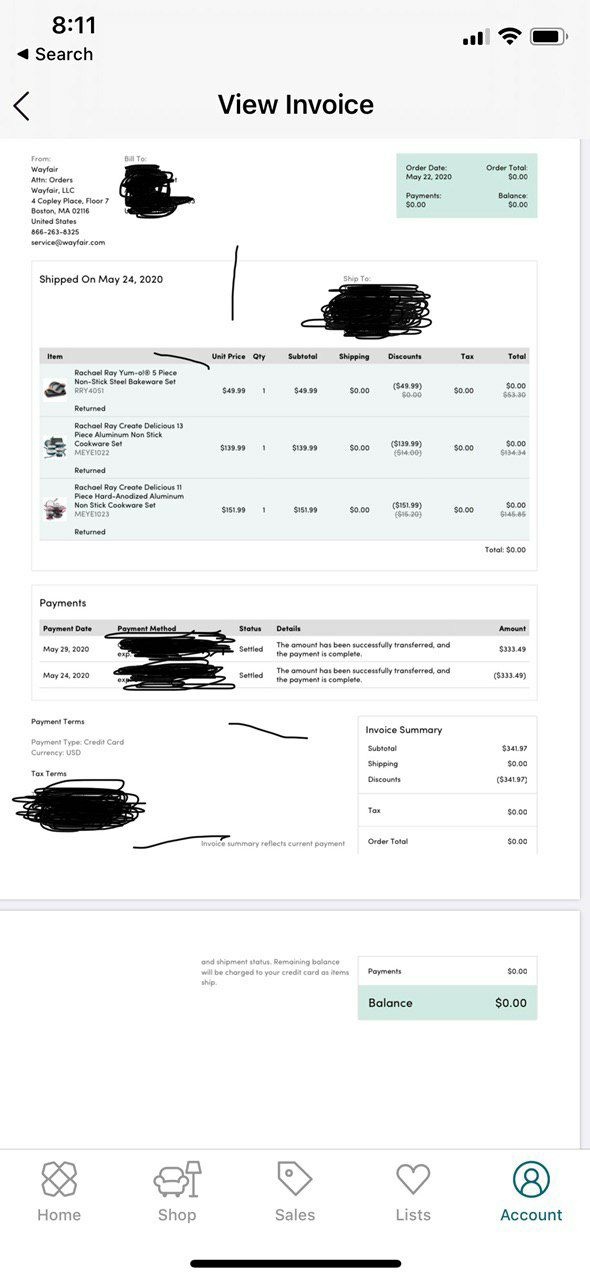 8:11
◀ Search
View Invoice
From:
Wayfair
Attn: Orders
Wayfair, LLC
4 Copley Place, Floor 7
Boston, MA 02116
United States
866-263-8325
service@wayfair.com
Bill To:
Order Date:
May 22, 2020
Order Total:
$0.00
Payments:
$0.00
Balance:
$0.00
Shipped On May 24, 2020
Ship To:
Item Unit Price Qty Subtotal Shipping Discounts Tax Total
Rachael Ray Yum-o!® 5 Piece
Non-Stick Steel Bakeware Set
RRY4051
Returned
$49.99 1 $49.99 $0.00 ($49.99) $0.00 $0.00
$0.00 $53.30
Rachael Ray Create Delicious 13
Piece Aluminum Non Stick
Cookware Set
MEYE1022
Returned
$139.99 1 $139.99 $0.00 ($139.99) $0.00 $0.00
($14.00) $134.34
Rachael Ray Create Delicious 11
Piece Hard-Anodized Aluminum
Non Stick Cookware Set
MEYE1023
Returned
$151.99 1 $151.99 $0.00 ($151.99) $0.00 $0.00
($15.20) $145.85
Total: $0.00
Payments
Payment Date Payment Method Status Details Amount
May 29, 2020 exp. Settled The amount has been successfully transferred, and $333.49
the payment is complete.
May 24, 2020 Settled The amount has been successfully transferred, and ($333.49)
the payment is complete.
Payment Terms
Payment Type: Credit Card
Currency: USD
Tax Terms
Invoice Summary
Subtotal $341.97
Shipping $0.00
Discounts ($341.97)
Tax $0.00
Order Total $0.00
Invoice summary reflects current payment
and shipment status. Remaining balance
will be charged to your credit card as items
ship.
Payments $0.00
Balance $0.00
Home
Shop
Sales
Lists
Account